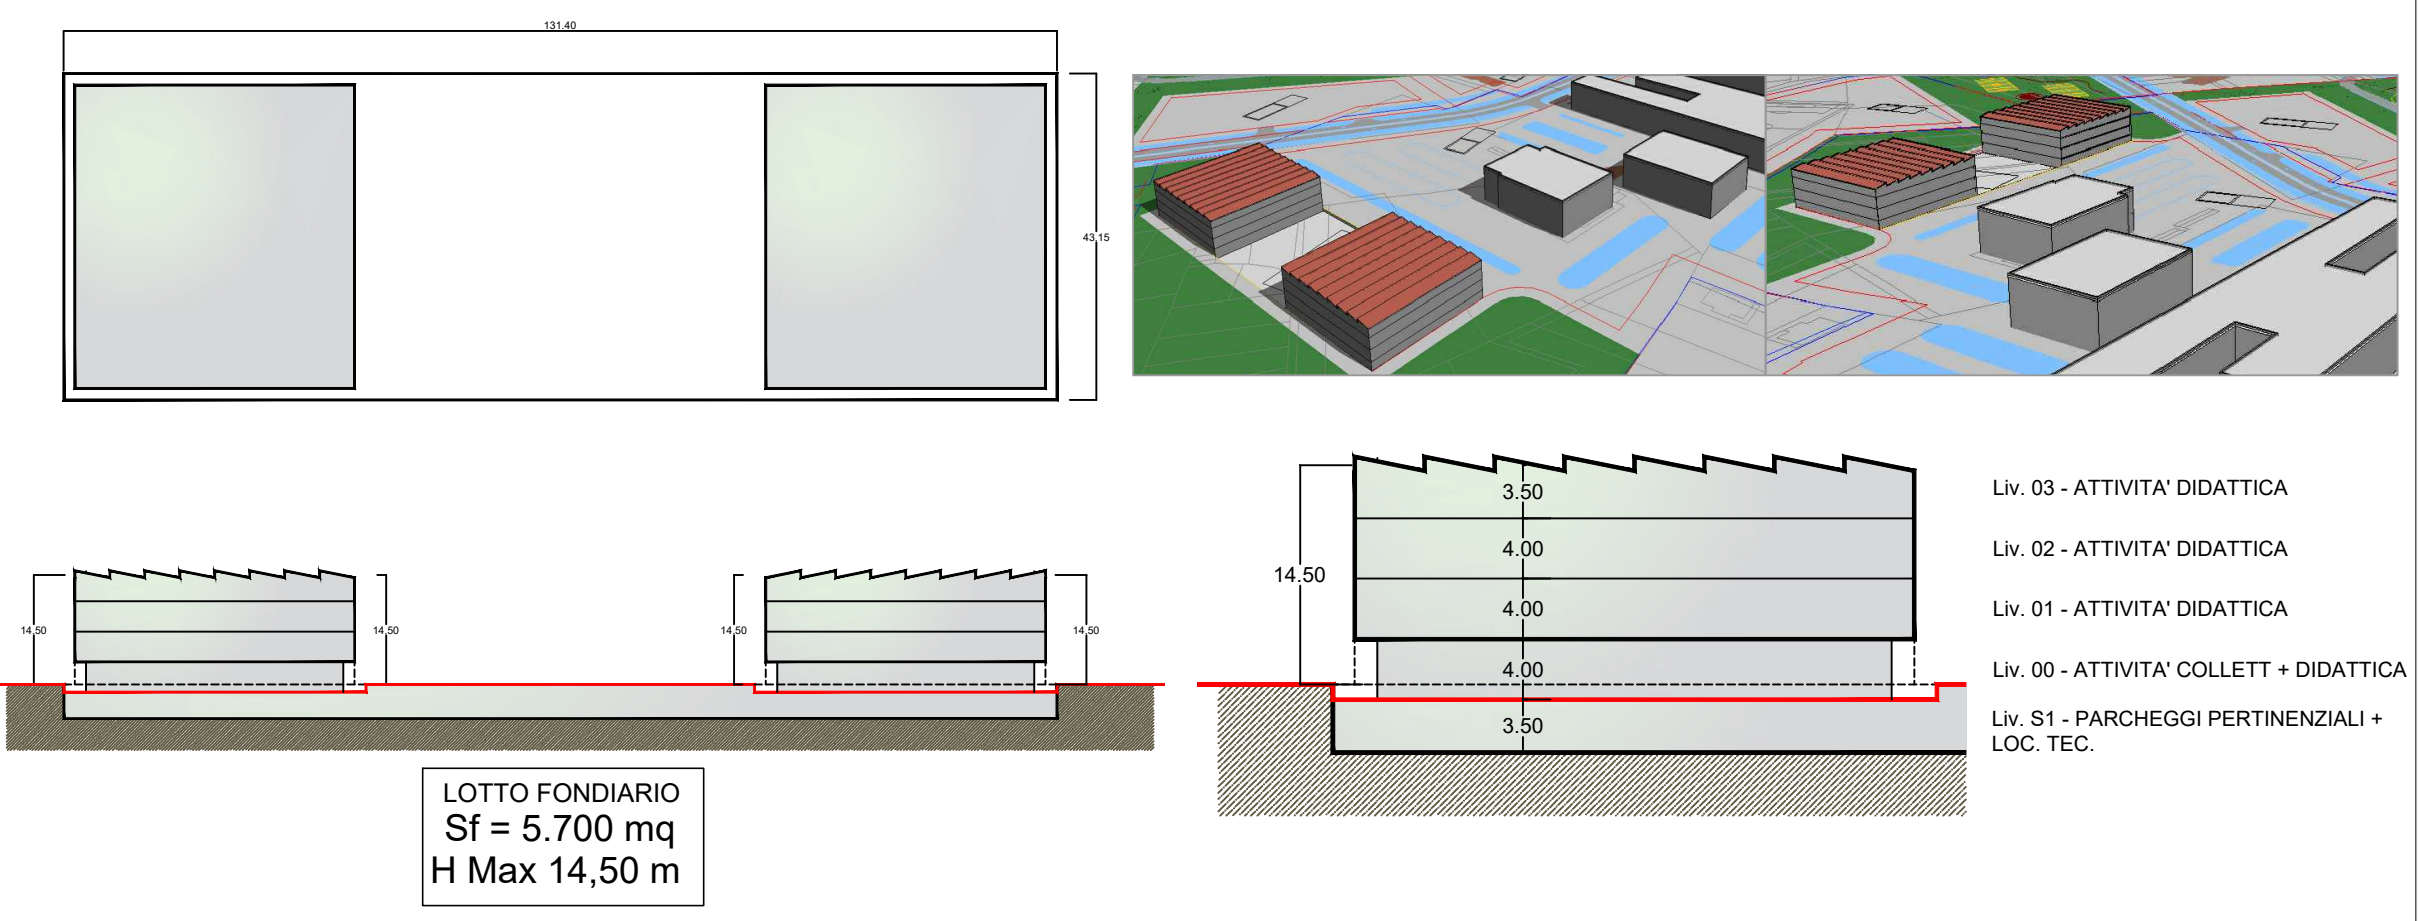 131.40
43.15
14.50
14.50
14.50
14.50
LOTTO FONDIARIO
Sf = 5.700 mq
H Max 14,50 m
14.50
3.50
4.00
4.00
4.00
3.50
Liv. 03 - ATTIVITA' DIDATTICA
Liv. 02 - ATTIVITA' DIDATTICA
Liv. 01 - ATTIVITA' DIDATTICA
Liv. 00 - ATTIVITA' COLLETT + DIDATTICA
Liv. S1 - PARCHEGGI PERTINENZIALI +
LOC. TEC.